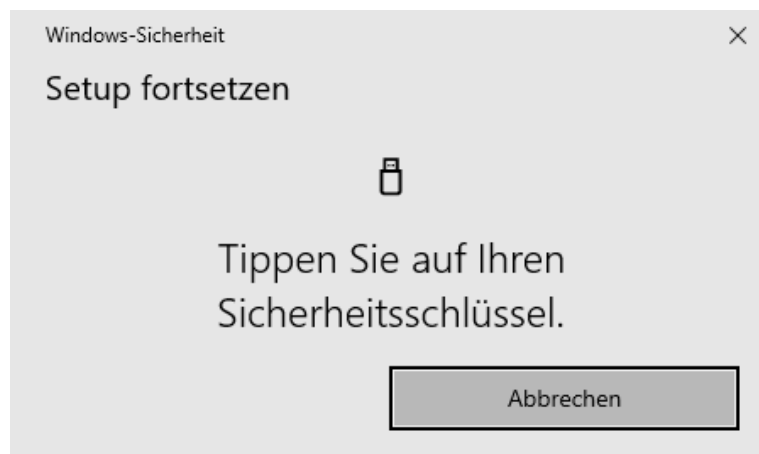 Windows-Sicherheit
Setup fortsetzen
Tippen Sie auf Ihren
Sicherheitsschlüssel.
Abbrechen